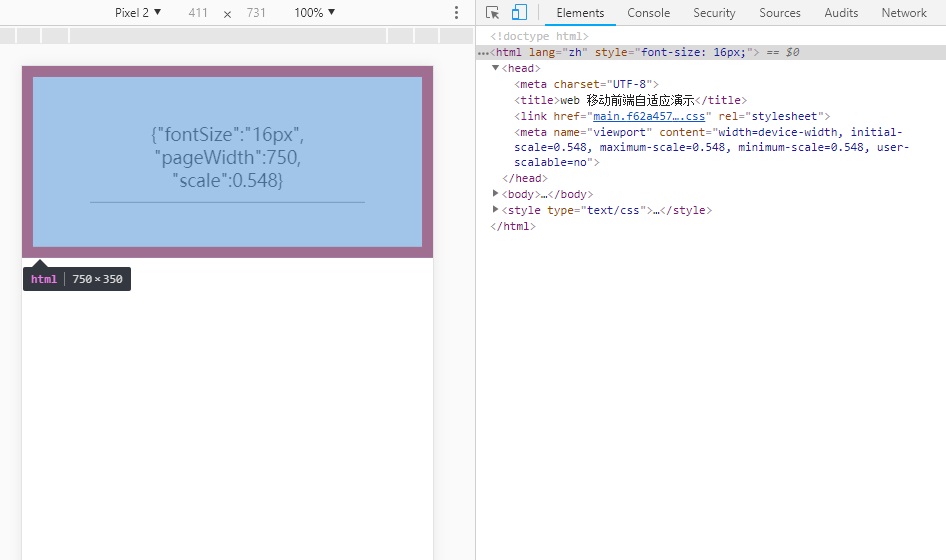 Pixel 2 ▼ 411 × 731 100% ▼
Elements Console Security Sources Audits Network
<!doctype html>
…<html lang="zh" style="font-size: 16px;"> == $0
▼<head>
<meta charset="UTF-8">
<title>web 移动前端自适应演示</title>
<link href="main.f62a457….css" rel="stylesheet">
<meta name="viewport" content="width=device-width, initial-
scale=0.548, maximum-scale=0.548, minimum-scale=0.548, user-
scalable=no">
</head>
▶<body>…</body>
▶<style type="text/css">…</style>
</html>
{"fontSize":"16px",
"pageWidth":750,
"scale":0.548}
html 750×350